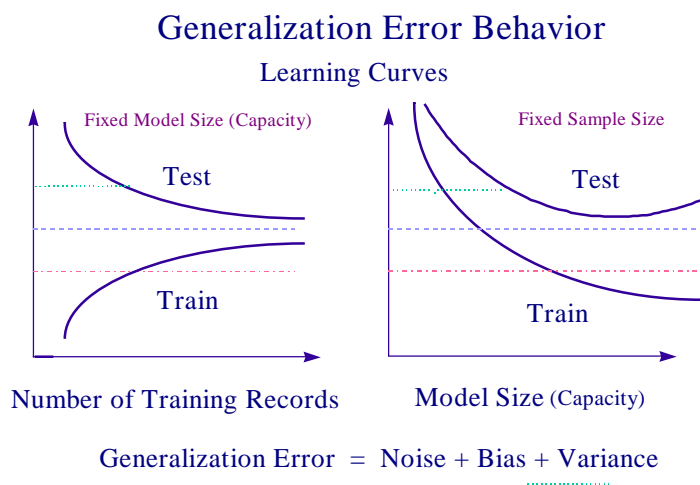 Generalization Error Behavior
Learning Curves
Fixed Model Size (Capacity)
Test
Train
Number of Training Records
Fixed Sample Size
Test
Train
Model Size (Capacity)
Generalization Error = Noise + Bias + Variance